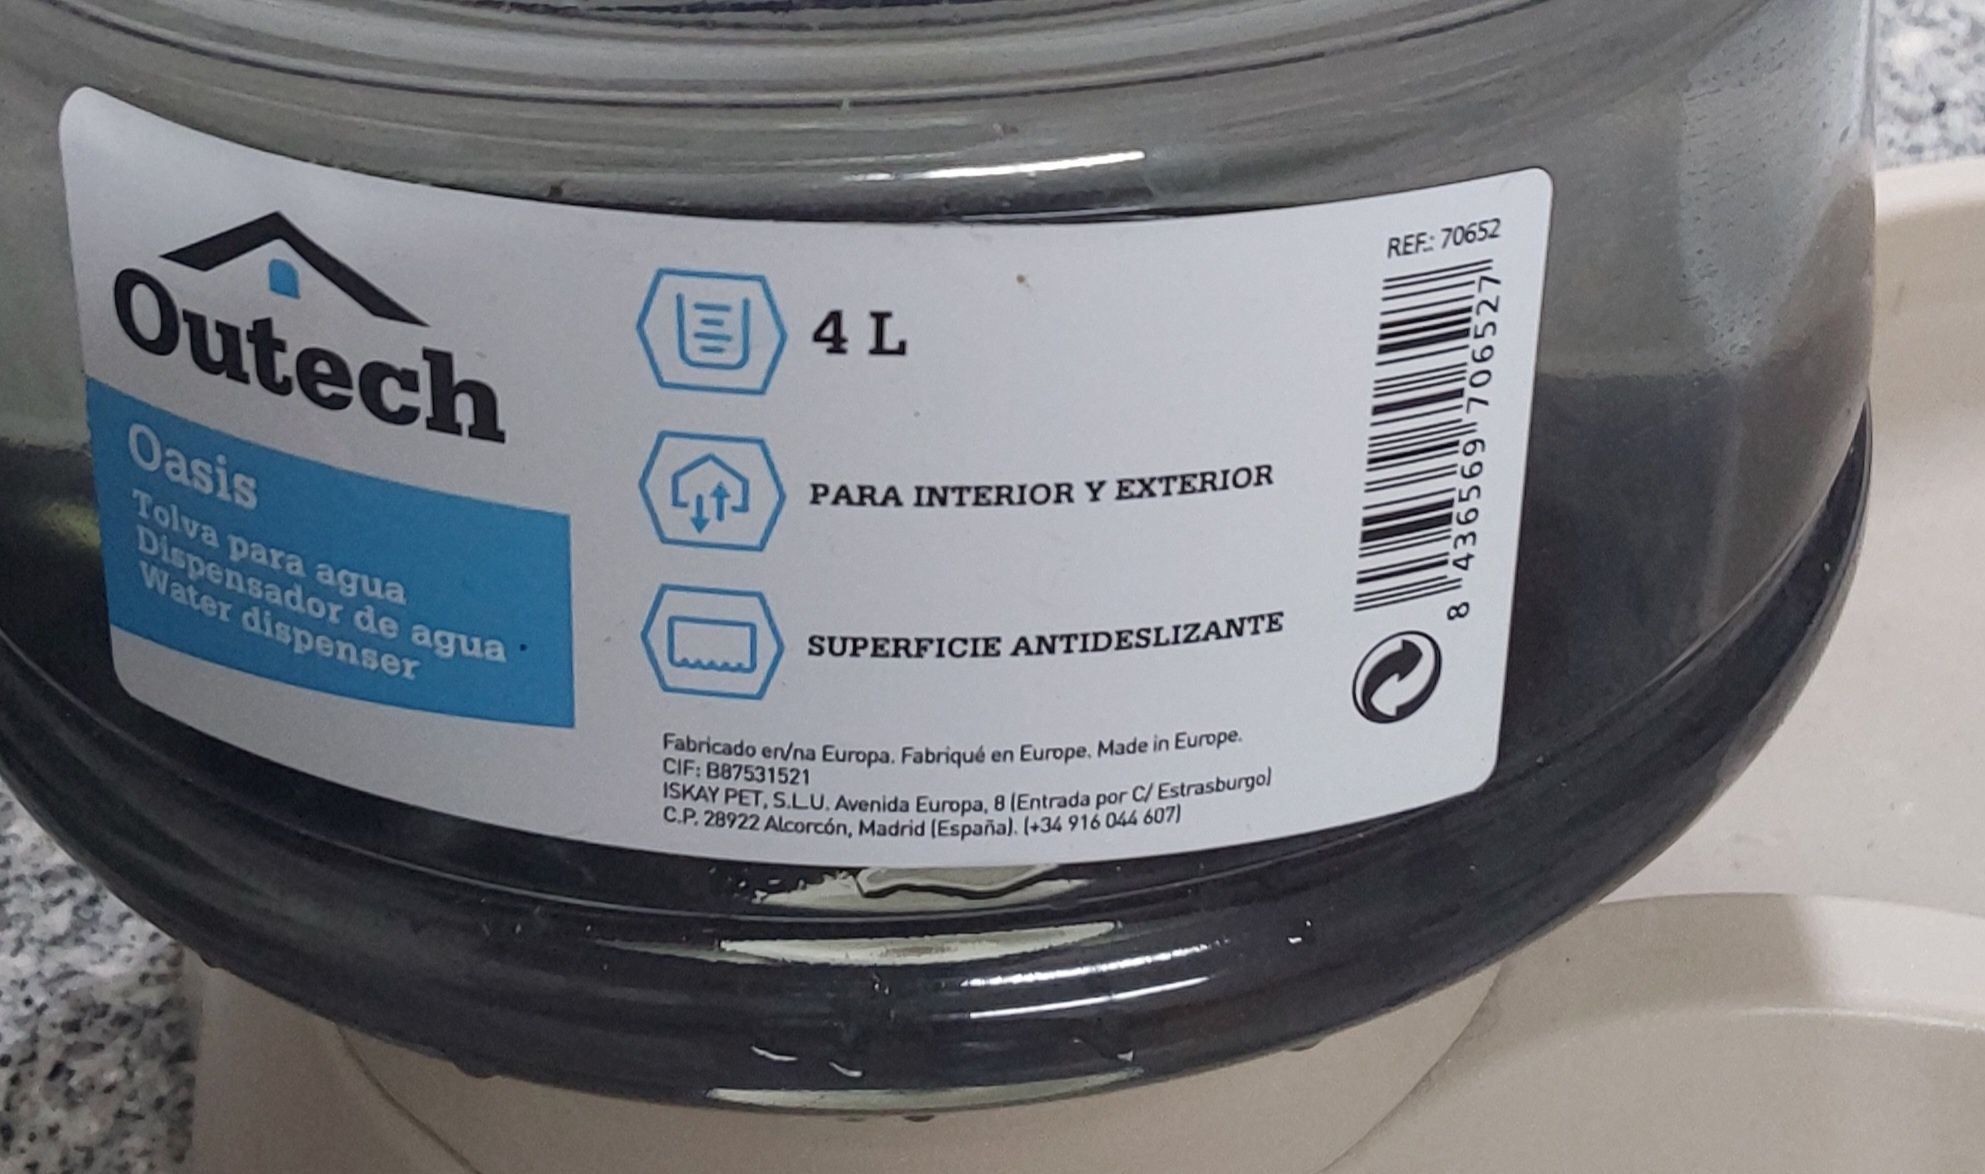 Outech
Oasis
Tolva para agua
Dispensador de agua
Water dispenser
4 L
PARA INTERIOR Y EXTERIOR
SUPERFICIE ANTIDESLIZANTE
Fabricado en/na Europa. Fabriqué en Europe. Made in Europe.
CIF: B87531521
ISKAY PET, S.L.U. Avenida Europa, 8 (Entrada por C/ Estrasburgo)
C.P. 28922 Alcorcón, Madrid (España). (+34 916 044 607)
REF.: 70652
8 436569 706527